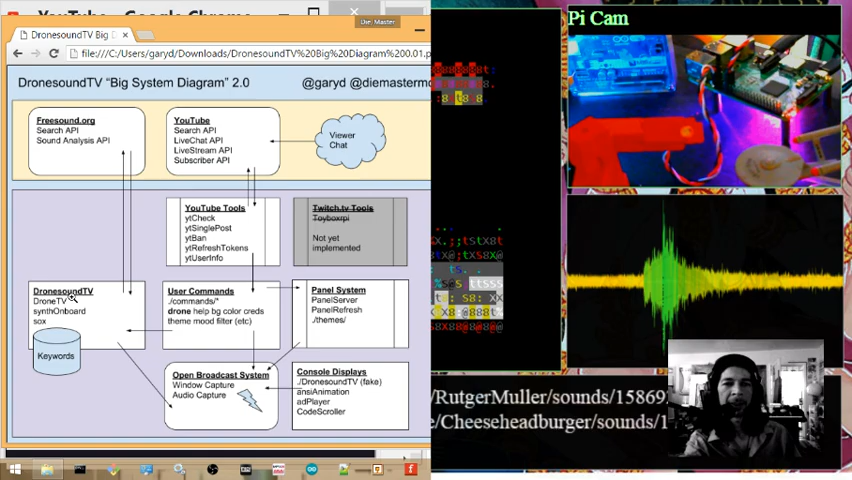 YouTube - Google Chrome
Die Master
DronesoundTV Big D
file:///C:/Users/garyd/Downloads/DronesoundTV%20Big%20Diagram%200.01.p
DronesoundTV "Big System Diagram" 2.0
@garyd @diemastermo
Freesound.org
Search API
Sound Analysis API
YouTube
Search API
LiveChat API
LiveStream API
Subscriber API
Viewer
Chat
YouTube Tools
ytCheck
ytSinglePost
ytBan
ytRefreshTokens
ytUserInfo
Twitch.tv Tools
Toyboxrpi
Not yet
implemented
DronesoundTV
DroneTV
synthOnboard
sox
Keywords
User Commands
./commands/*
drone help bg color creds
theme mood filter (etc)
Panel System
PanelServer
PanelRefresh
./themes/
Open Broadcast System
Window Capture
Audio Capture
Console Displays
./DronesoundTV (fake)
ansiAnimation
adPlayer
CodeScroller
Pi Cam
/RutgerMuller/sounds/15869
e/Cheeseheadburger/sounds/1